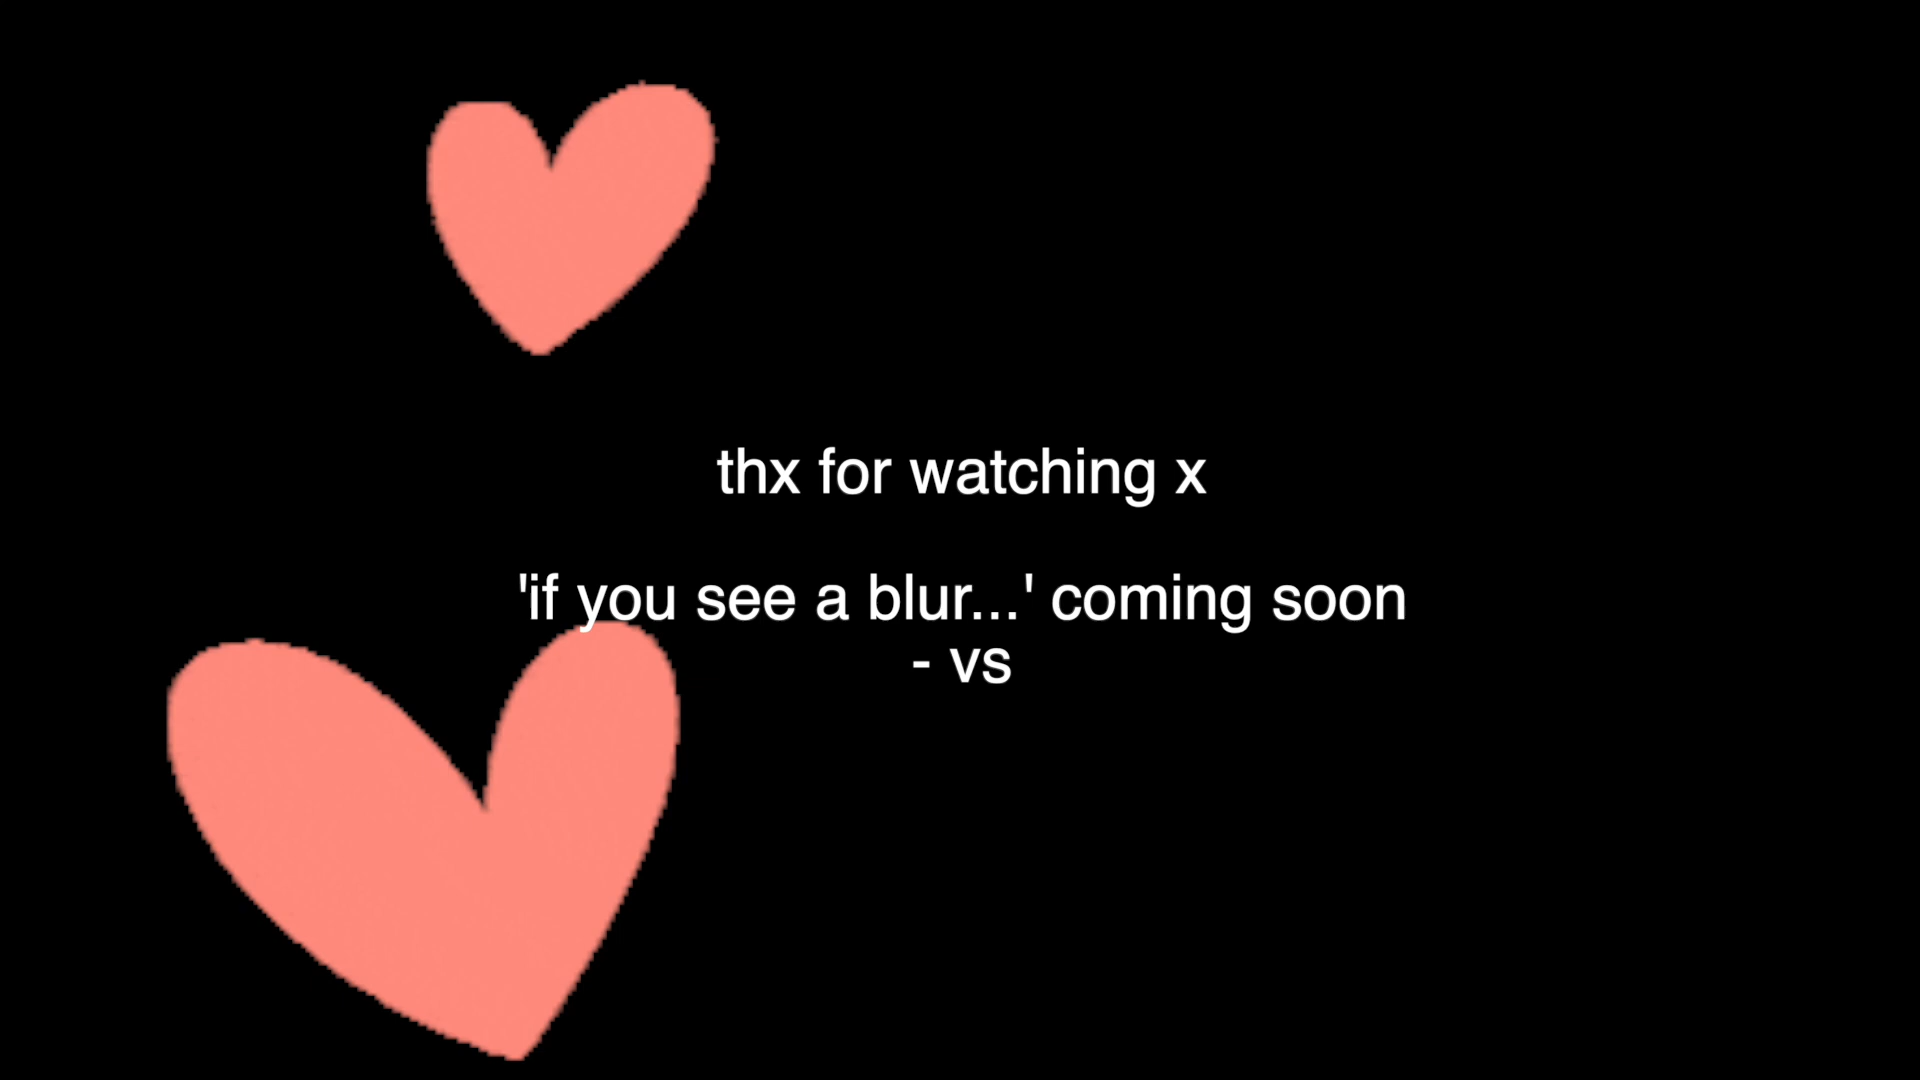 thx for watching x
'if you see a blur...' coming soon
- vs